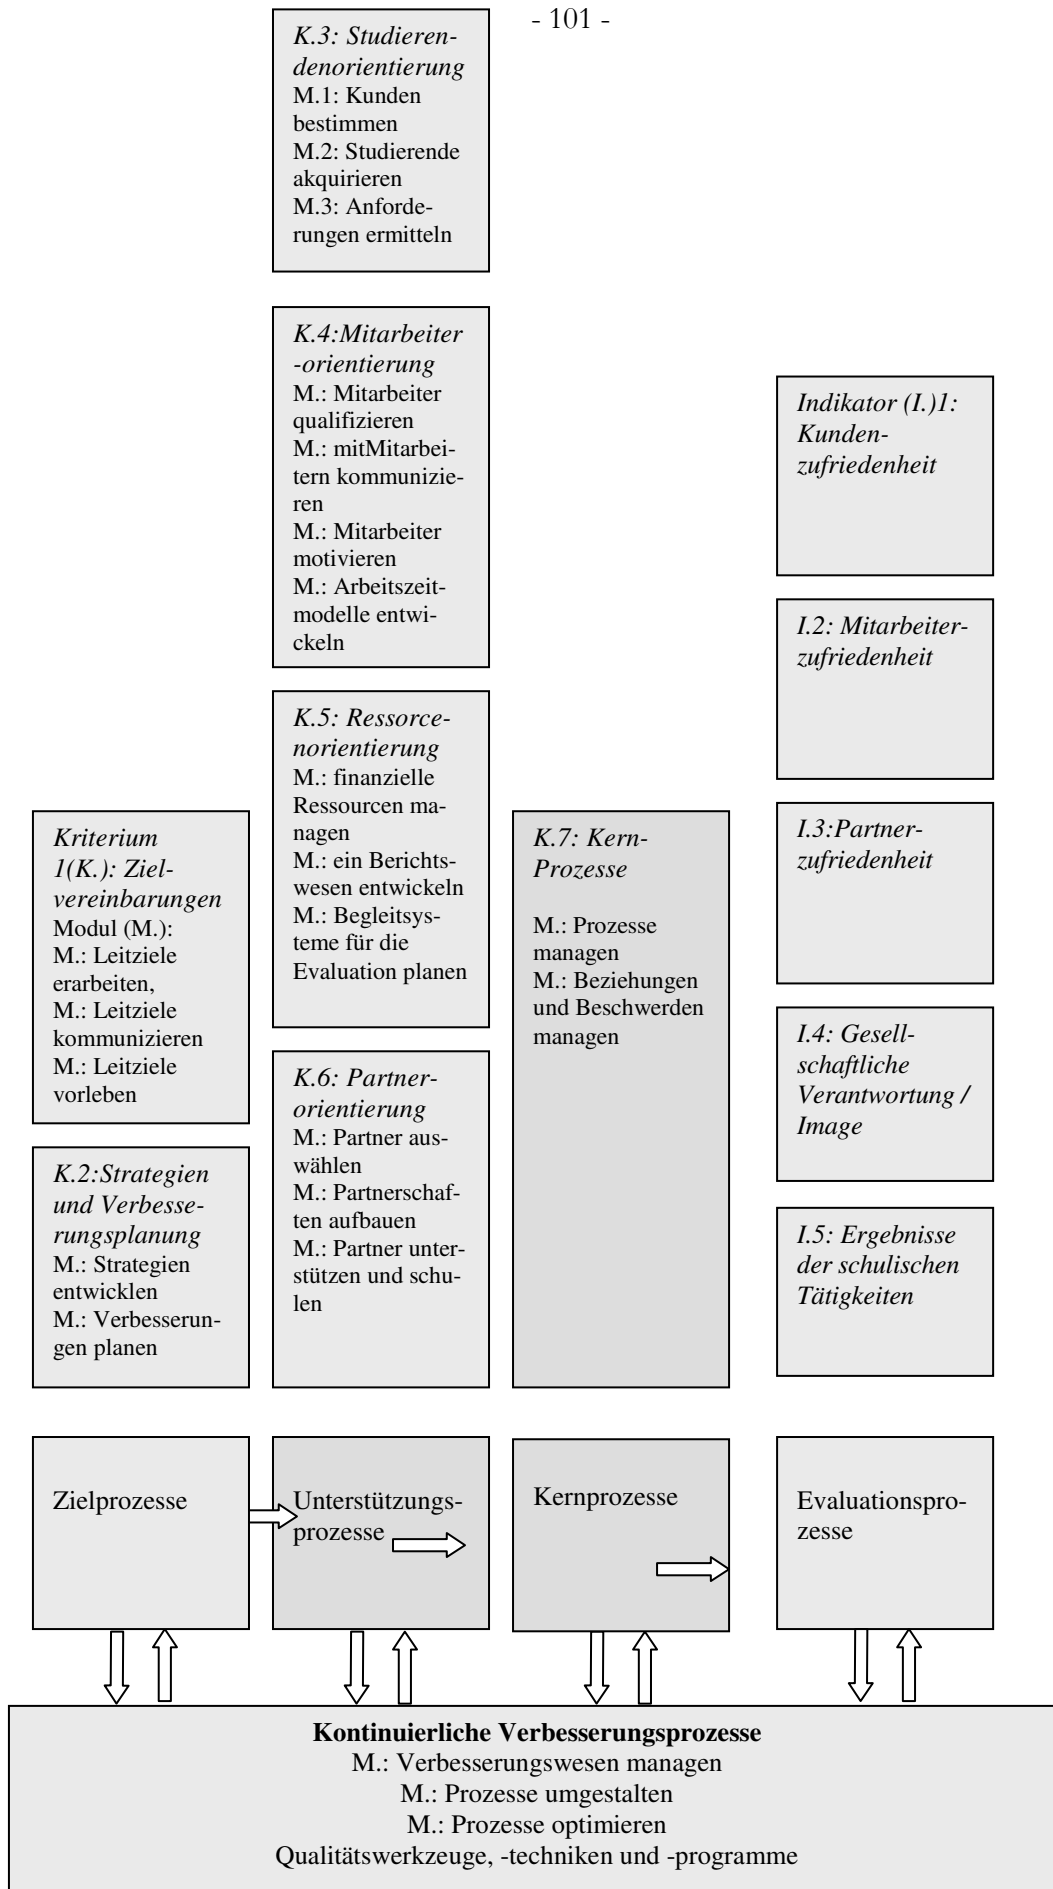 - 101 -
K.3: Studieren-
denorientierung
M.1: Kunden
bestimmen
M.2: Studierende
akquirieren
M.3: Anforde-
rungen ermitteln
K.4:Mitarbeiter
-orientierung
M.: Mitarbeiter
qualifizieren
M.: mitMitarbei-
tern kommunizie-
ren
M.: Mitarbeiter
motivieren
M.: Arbeitszeit-
modelle entwi-
ckeln
K.5: Ressorce-
norientierung
M.: finanzielle
Ressourcen ma-
nagen
M.: ein Berichts-
wesen entwickeln
M.: Begleitsys-
teme für die
Evaluation planen
K.6: Partner-
orientierung
M.: Partner aus-
wählen
M.: Partnerschaf-
ten aufbauen
M.: Partner unter-
stützen und schu-
len
Kriterium
1(K.): Ziel-
vereinbarungen
Modul (M.):
M.: Leitziele
erarbeiten,
M.: Leitziele
kommunizieren
M.: Leitziele
vorleben
K.2:Strategien
und Verbesse-
rungsplanung
M.: Strategien
entwicklen
M.: Verbesserun-
gen planen
K.7: Kern-
Prozesse
M.: Prozesse
managen
M.: Beziehungen
und Beschwerden
managen
Indikator (I.)1:
Kunden-
zufriedenheit
I.2: Mitarbeiter-
zufriedenheit
I.3:Partner-
zufriedenheit
I.4: Gesell-
schaftliche
Verantwortung /
Image
I.5: Ergebnisse
der schulischen
Tätigkeiten
Zielprozesse
Unterstützungs-
prozesse
Kernprozesse
Evaluationspro-
zesse
Kontinuierliche Verbesserungsprozesse
M.: Verbesserungswesen managen
M.: Prozesse umgestalten
M.: Prozesse optimieren
Qualitätswerkzeuge, -techniken und -programme